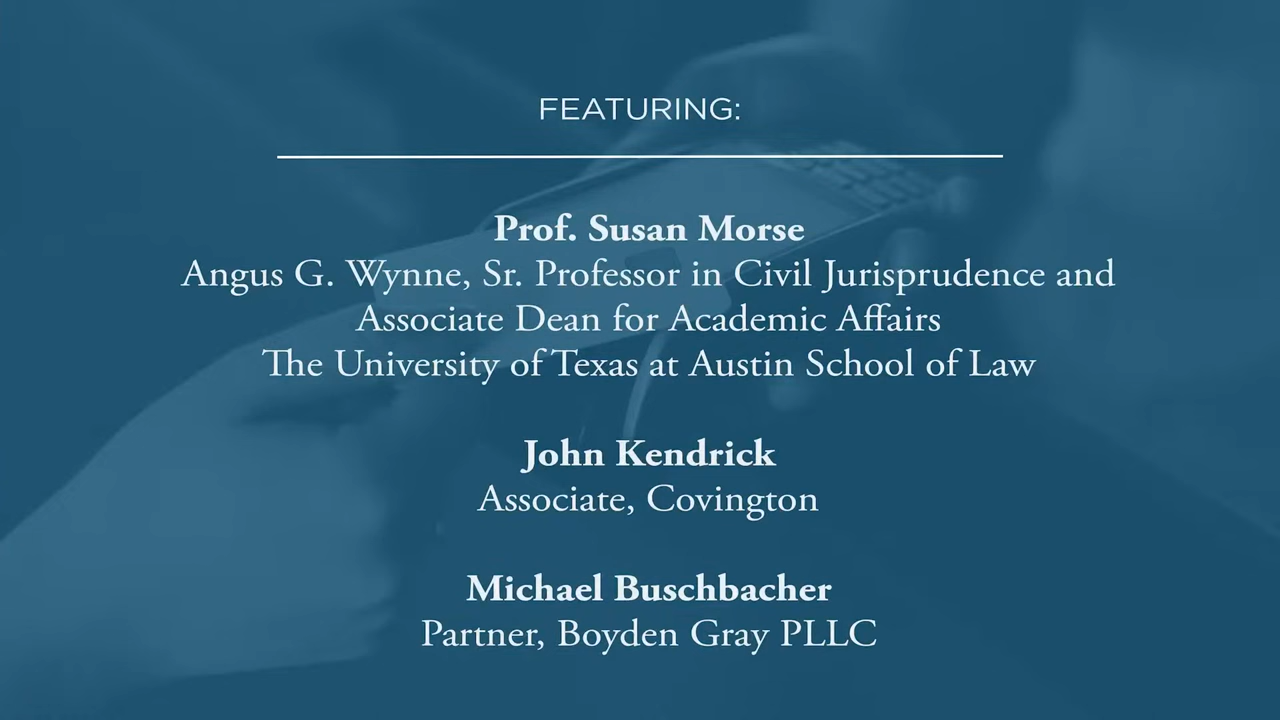 FEATURING:
Prof. Susan Morse
Angus G. Wynne, Sr. Professor in Civil Jurisprudence and
Associate Dean for Academic Affairs
The University of Texas at Austin School of Law
John Kendrick
Associate, Covington
Michael Buschbacher
Partner, Boyden Gray PLLC